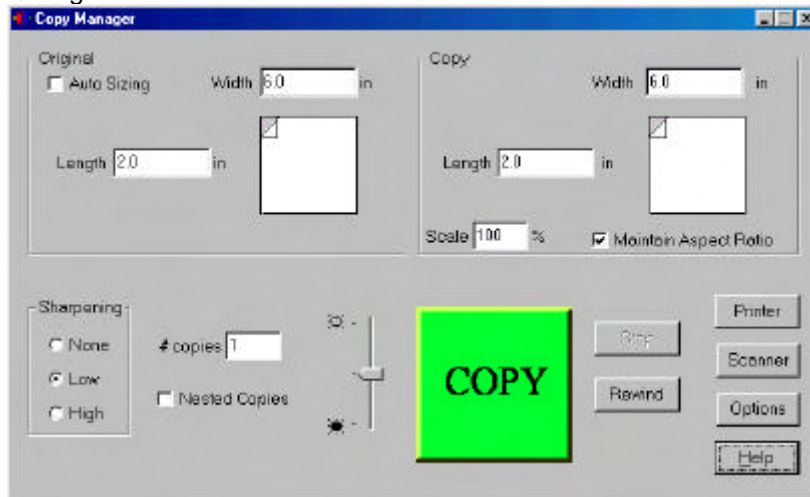 Copy Manager
Original
Auto Sizing
Width 6.0 in
Length 2.0 in
Copy
Width 6.0 in
Length 2.0 in
Scale 100 %
Maintain Aspect Ratio
Sharpening
None
Low
High
# copies 1
Nested Copies
COPY
Stop
Rewind
Printer
Scanner
Options
Help